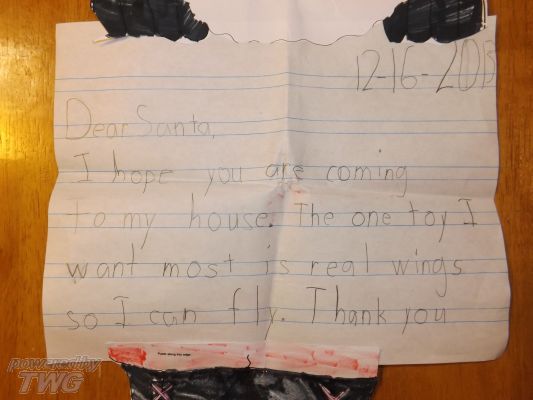 12-16-2013
Dear Santa,
I hope you are coming
to my house. The one toy I
want most is real wings
so I can fly. Thank you
powered by
TWG